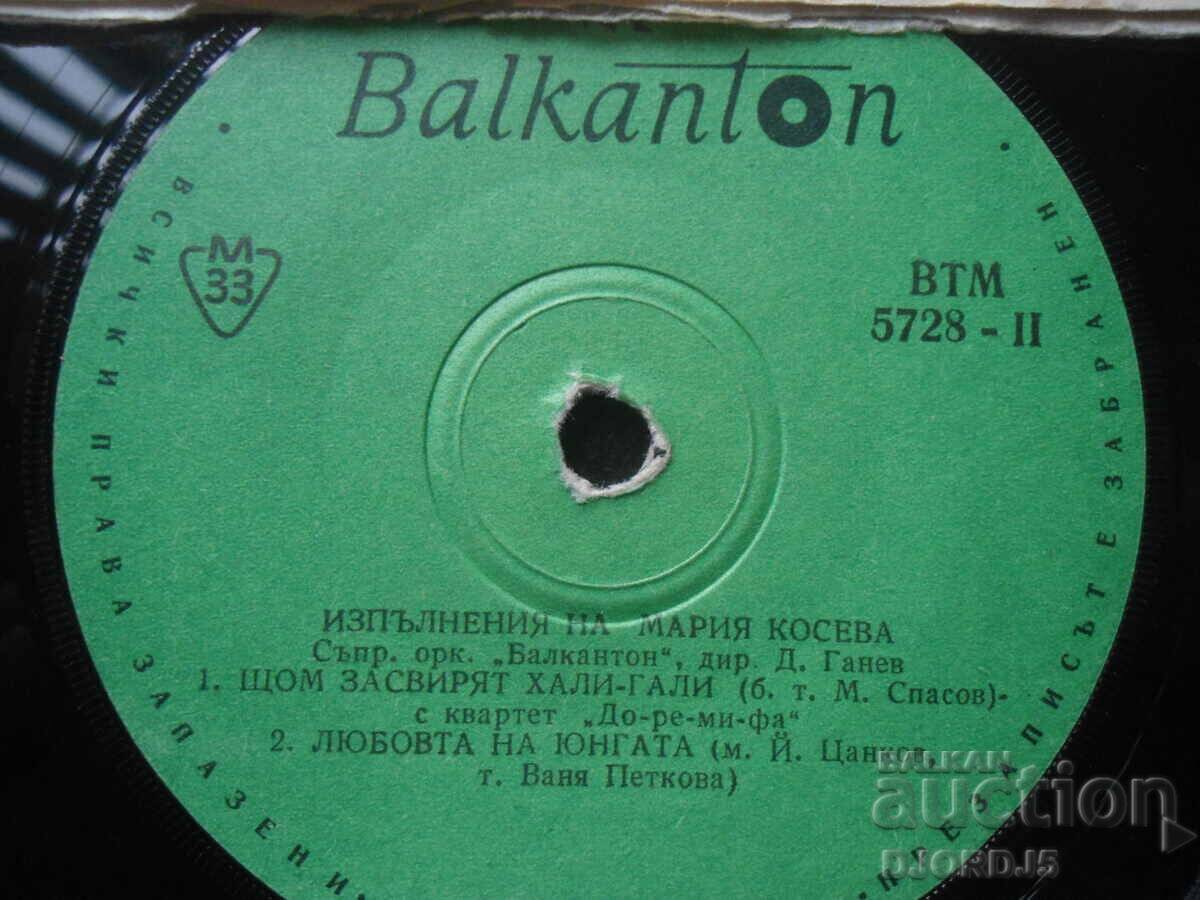 Balkanton
М
33
ВТМ
5728 - II
ИЗПЪЛНЕНИЯ НА МАРИЯ КОСЕВА
Съпр. орк. „Балкантон“, дир. Д. Ганев
1. ЩОМ ЗАСВИРЯТ ХАЛИ-ГАЛИ (б. т. М. Спасов)-
с квартет „До-ре-ми-фа“
2. ЛЮБОВТА НА ЮНГАТА (м. Й. Цанков,
т. Ваня Петкова)
ВСИЧКИ ПРАВА ЗАПАЗЕНИ
ПРЕЗАПИСЪТ Е ЗАБРАНЕН
BALKAN
auction
DJORDJ5